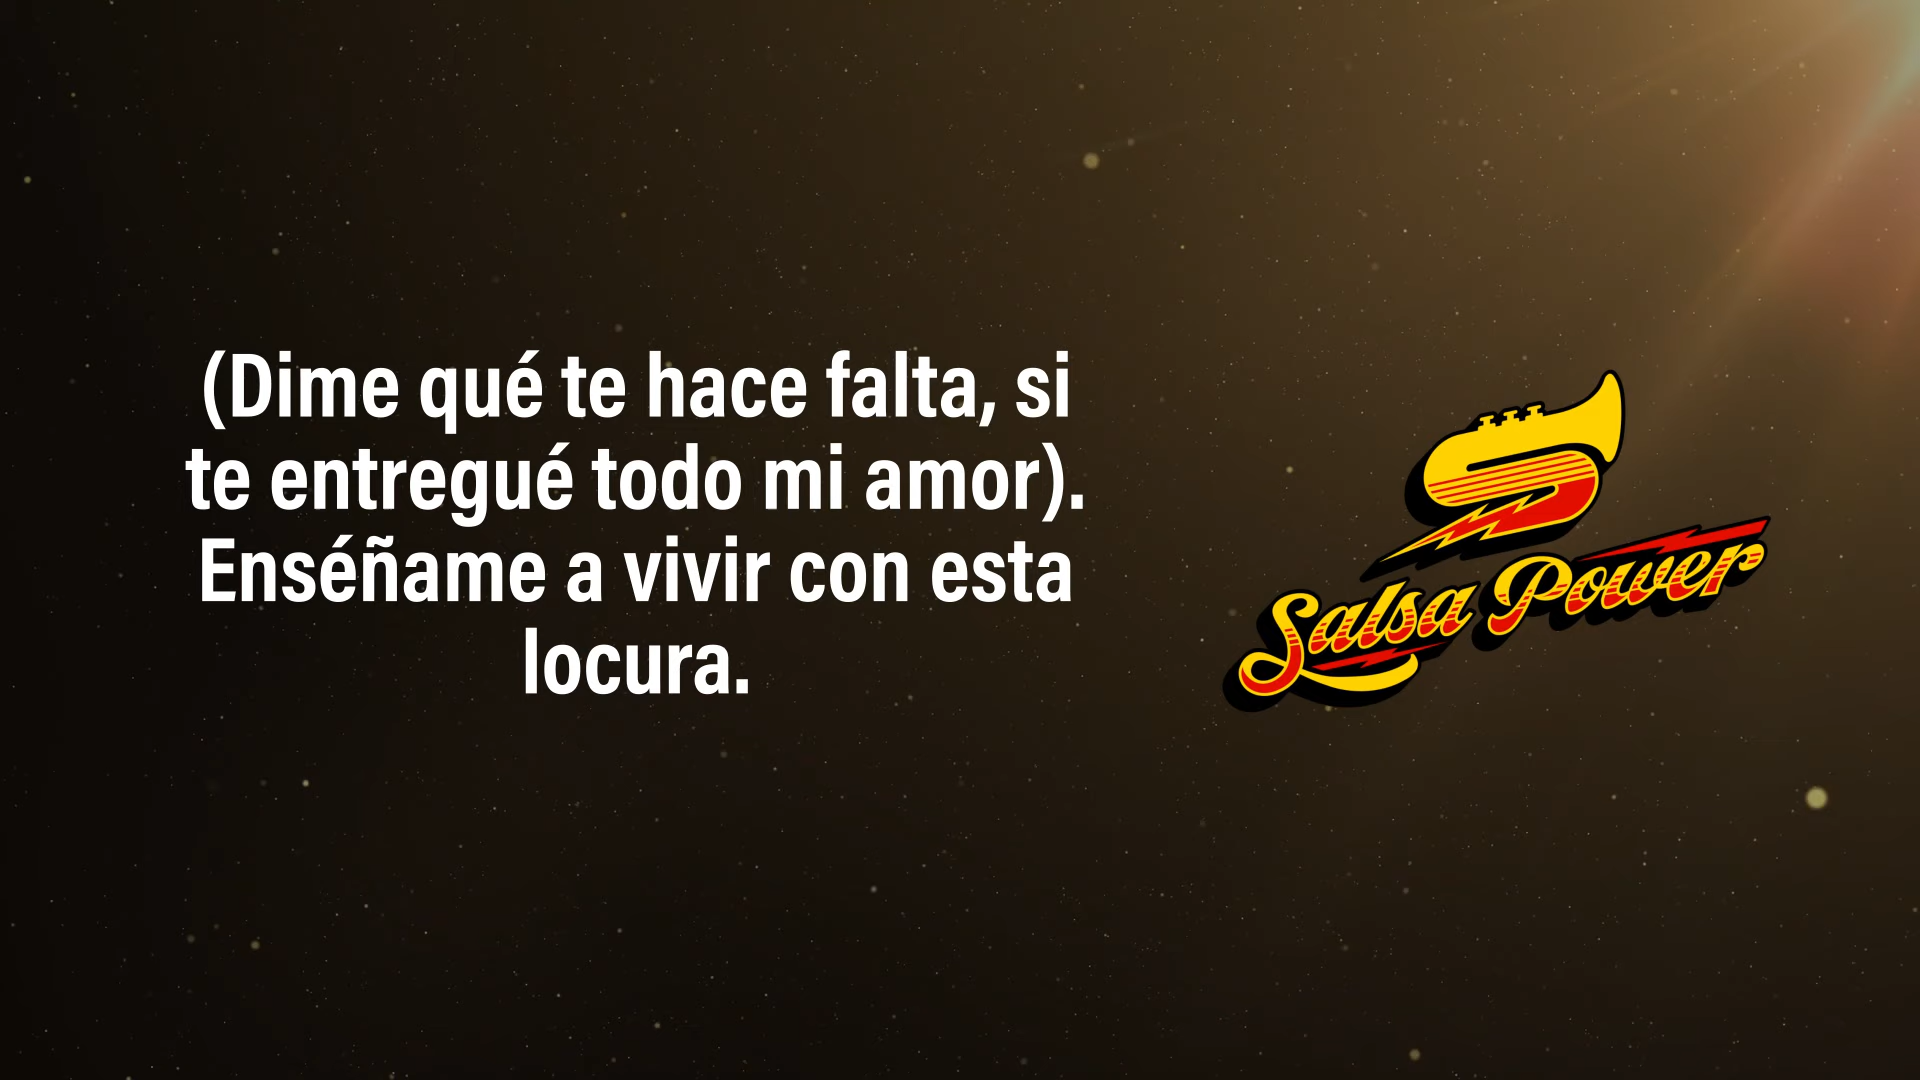 (Dime qué te hace falta, si
te entregué todo mi amor).
Enséñame a vivir con esta
locura.
Salsa Power